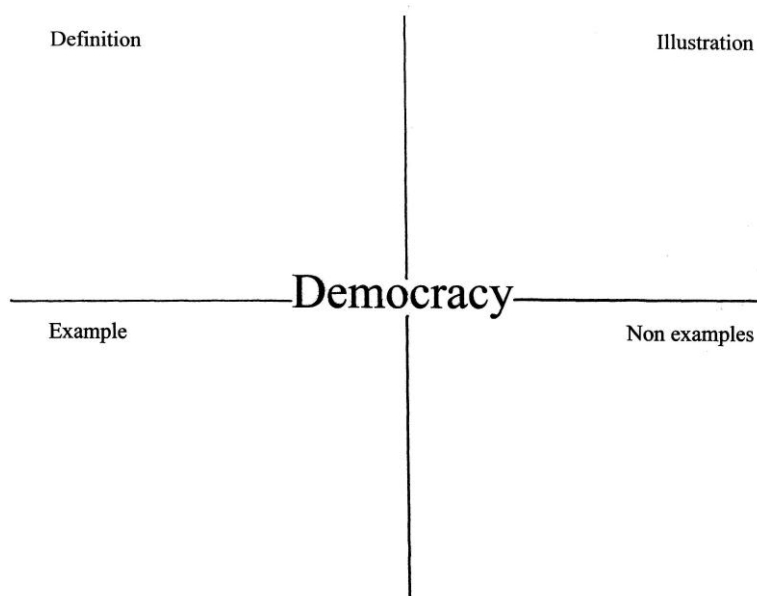 Definition
Illustration
Democracy
Example
Non examples